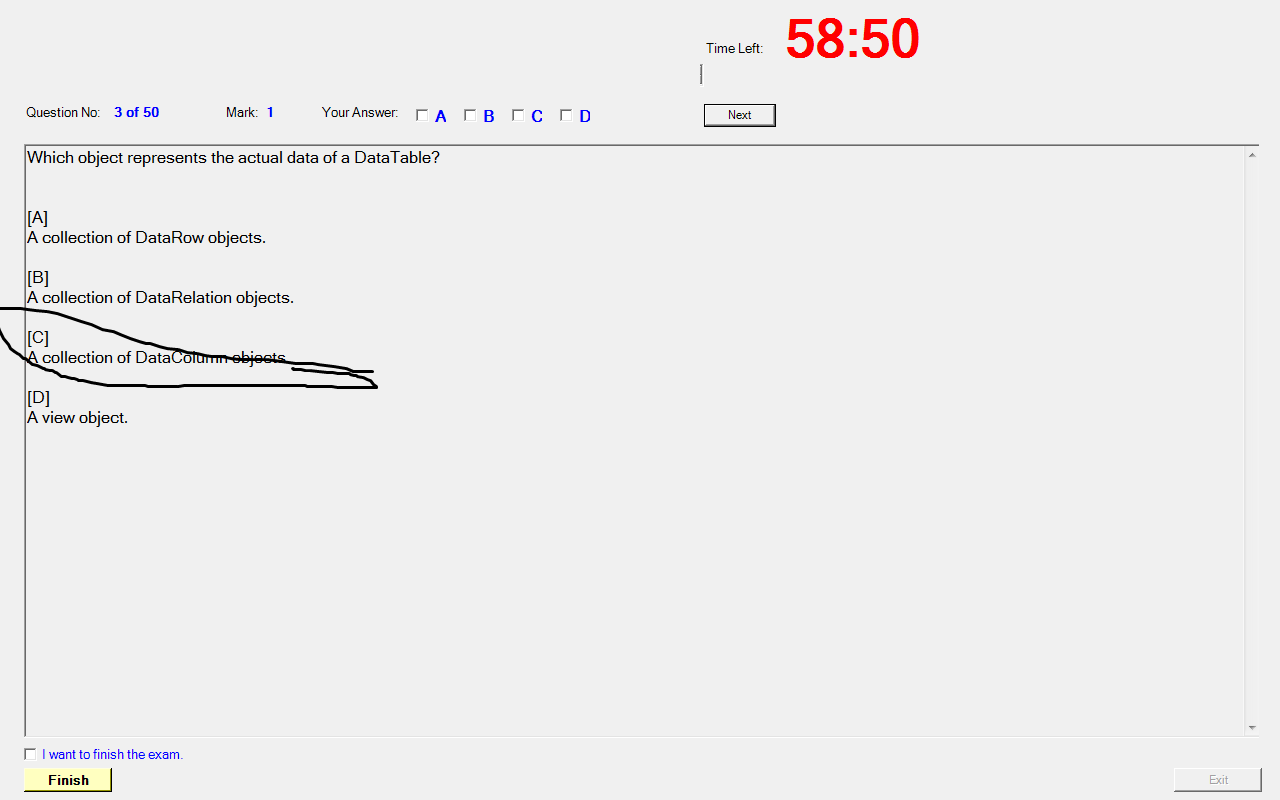 Time Left: 58:50
Question No: 3 of 50 Mark: 1 Your Answer: A B C D Next
Which object represents the actual data of a DataTable?
[A]
A collection of DataRow objects.
[B]
A collection of DataRelation objects.
[C]
A collection of DataColumn objects.
[D]
A view object.
I want to finish the exam.
Finish Exit